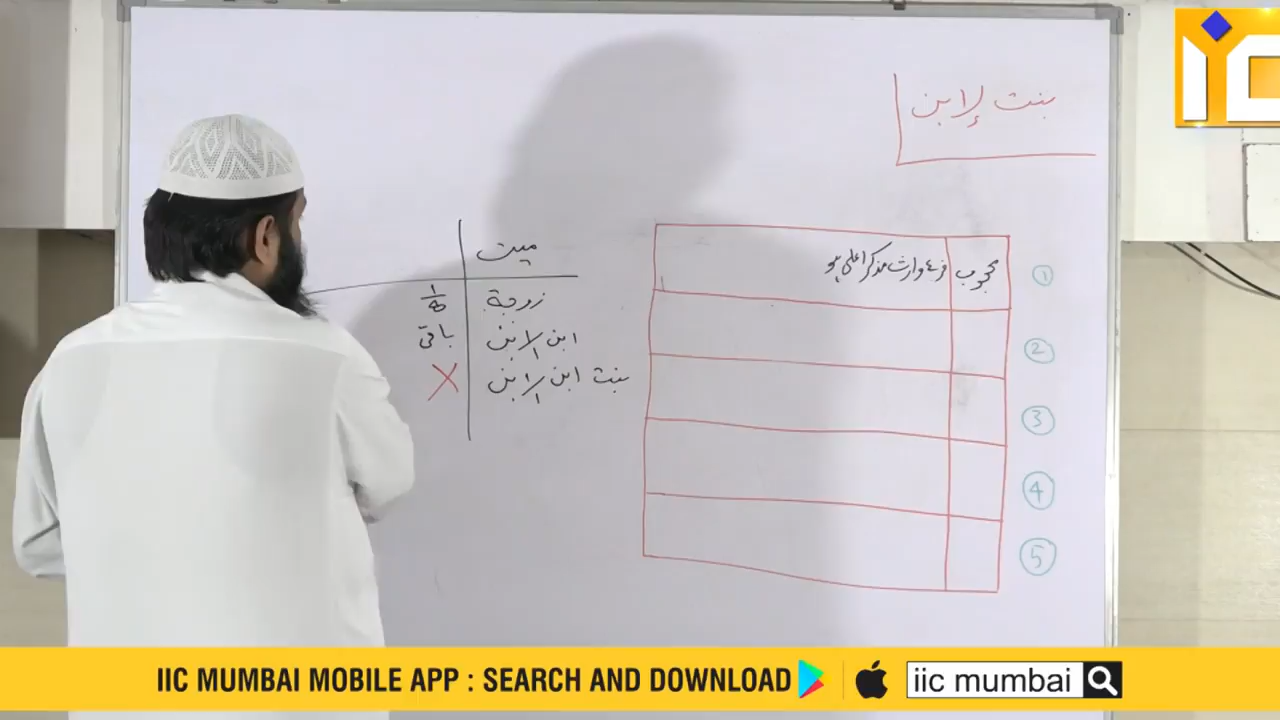 بنت الابن
① محجوب فرع وارث مذکر اعلی ہو
②
③
④
⑤
میت
زوجة 1/8
ابن الابن باقی
بنت ابن الابن X
IIC MUMBAI MOBILE APP : SEARCH AND DOWNLOAD iic mumbai